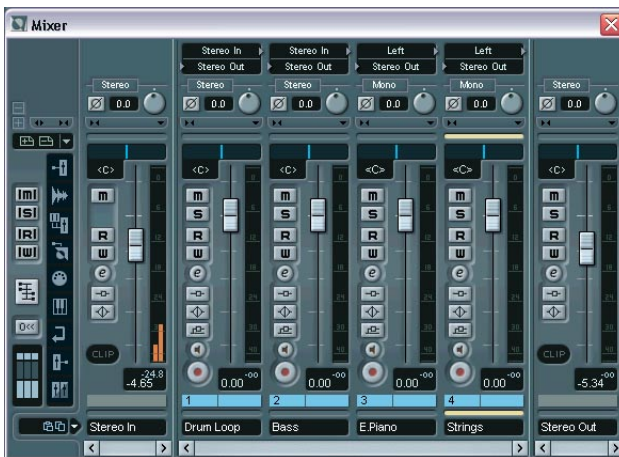 Mixer
Stereo In Stereo In Left Left
Stereo Out Stereo Out Stereo Out Stereo Out
Stereo Stereo Stereo Mono Mono Stereo
0.0 0.0 0.0 0.0 0.0 0.0
<C> <C> <C> <C> <C> <C>
m m m m m m
S S S S
R R R R R R
W W W W W W
e e e e e e
CLIP CLIP
-24.8 -oo -oo -oo -oo -oo
-4.65 0.00 0.00 0.00 0.00 -5.34
1 2 3 4
Stereo In Drum Loop Bass E.Piano Strings Stereo Out